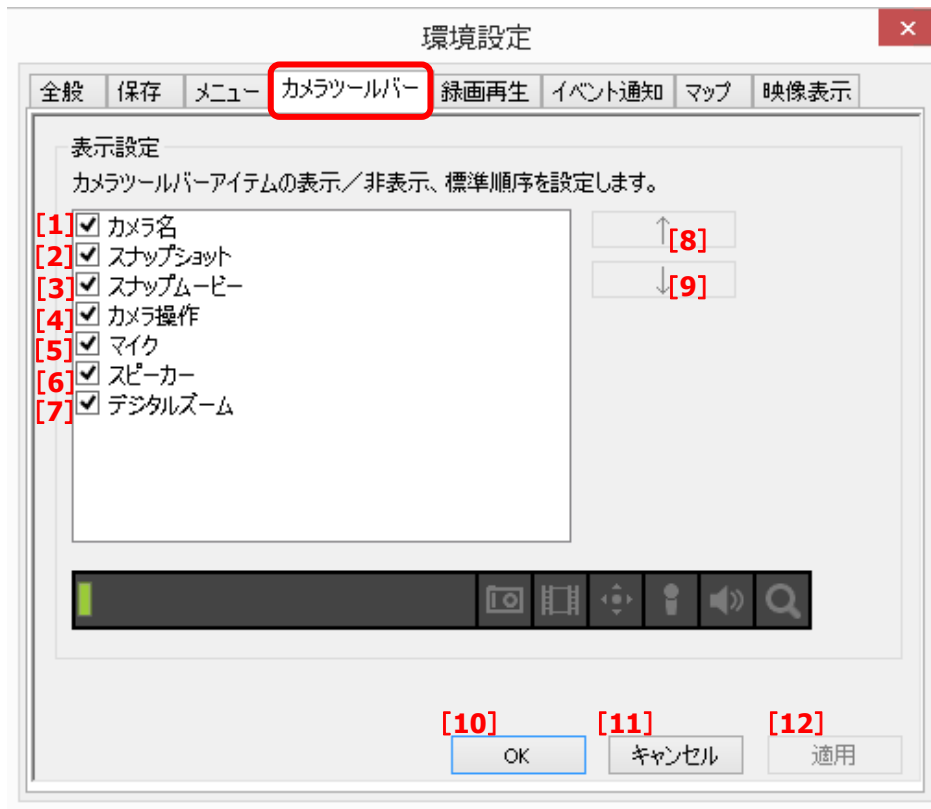 環境設定
×
全般 保存 メニュー カメラツールバー 録画再生 イベント通知 マップ 映像表示
表示設定
カメラツールバーアイテムの表示／非表示、標準順序を設定します。
[1] カメラ名
[2] スナップショット
[3] スナップムービー
[4] カメラ操作
[5] マイク
[6] スピーカー
[7] デジタルズーム
↑ [8]
↓ [9]
[10] [11] [12]
OK キャンセル 適用